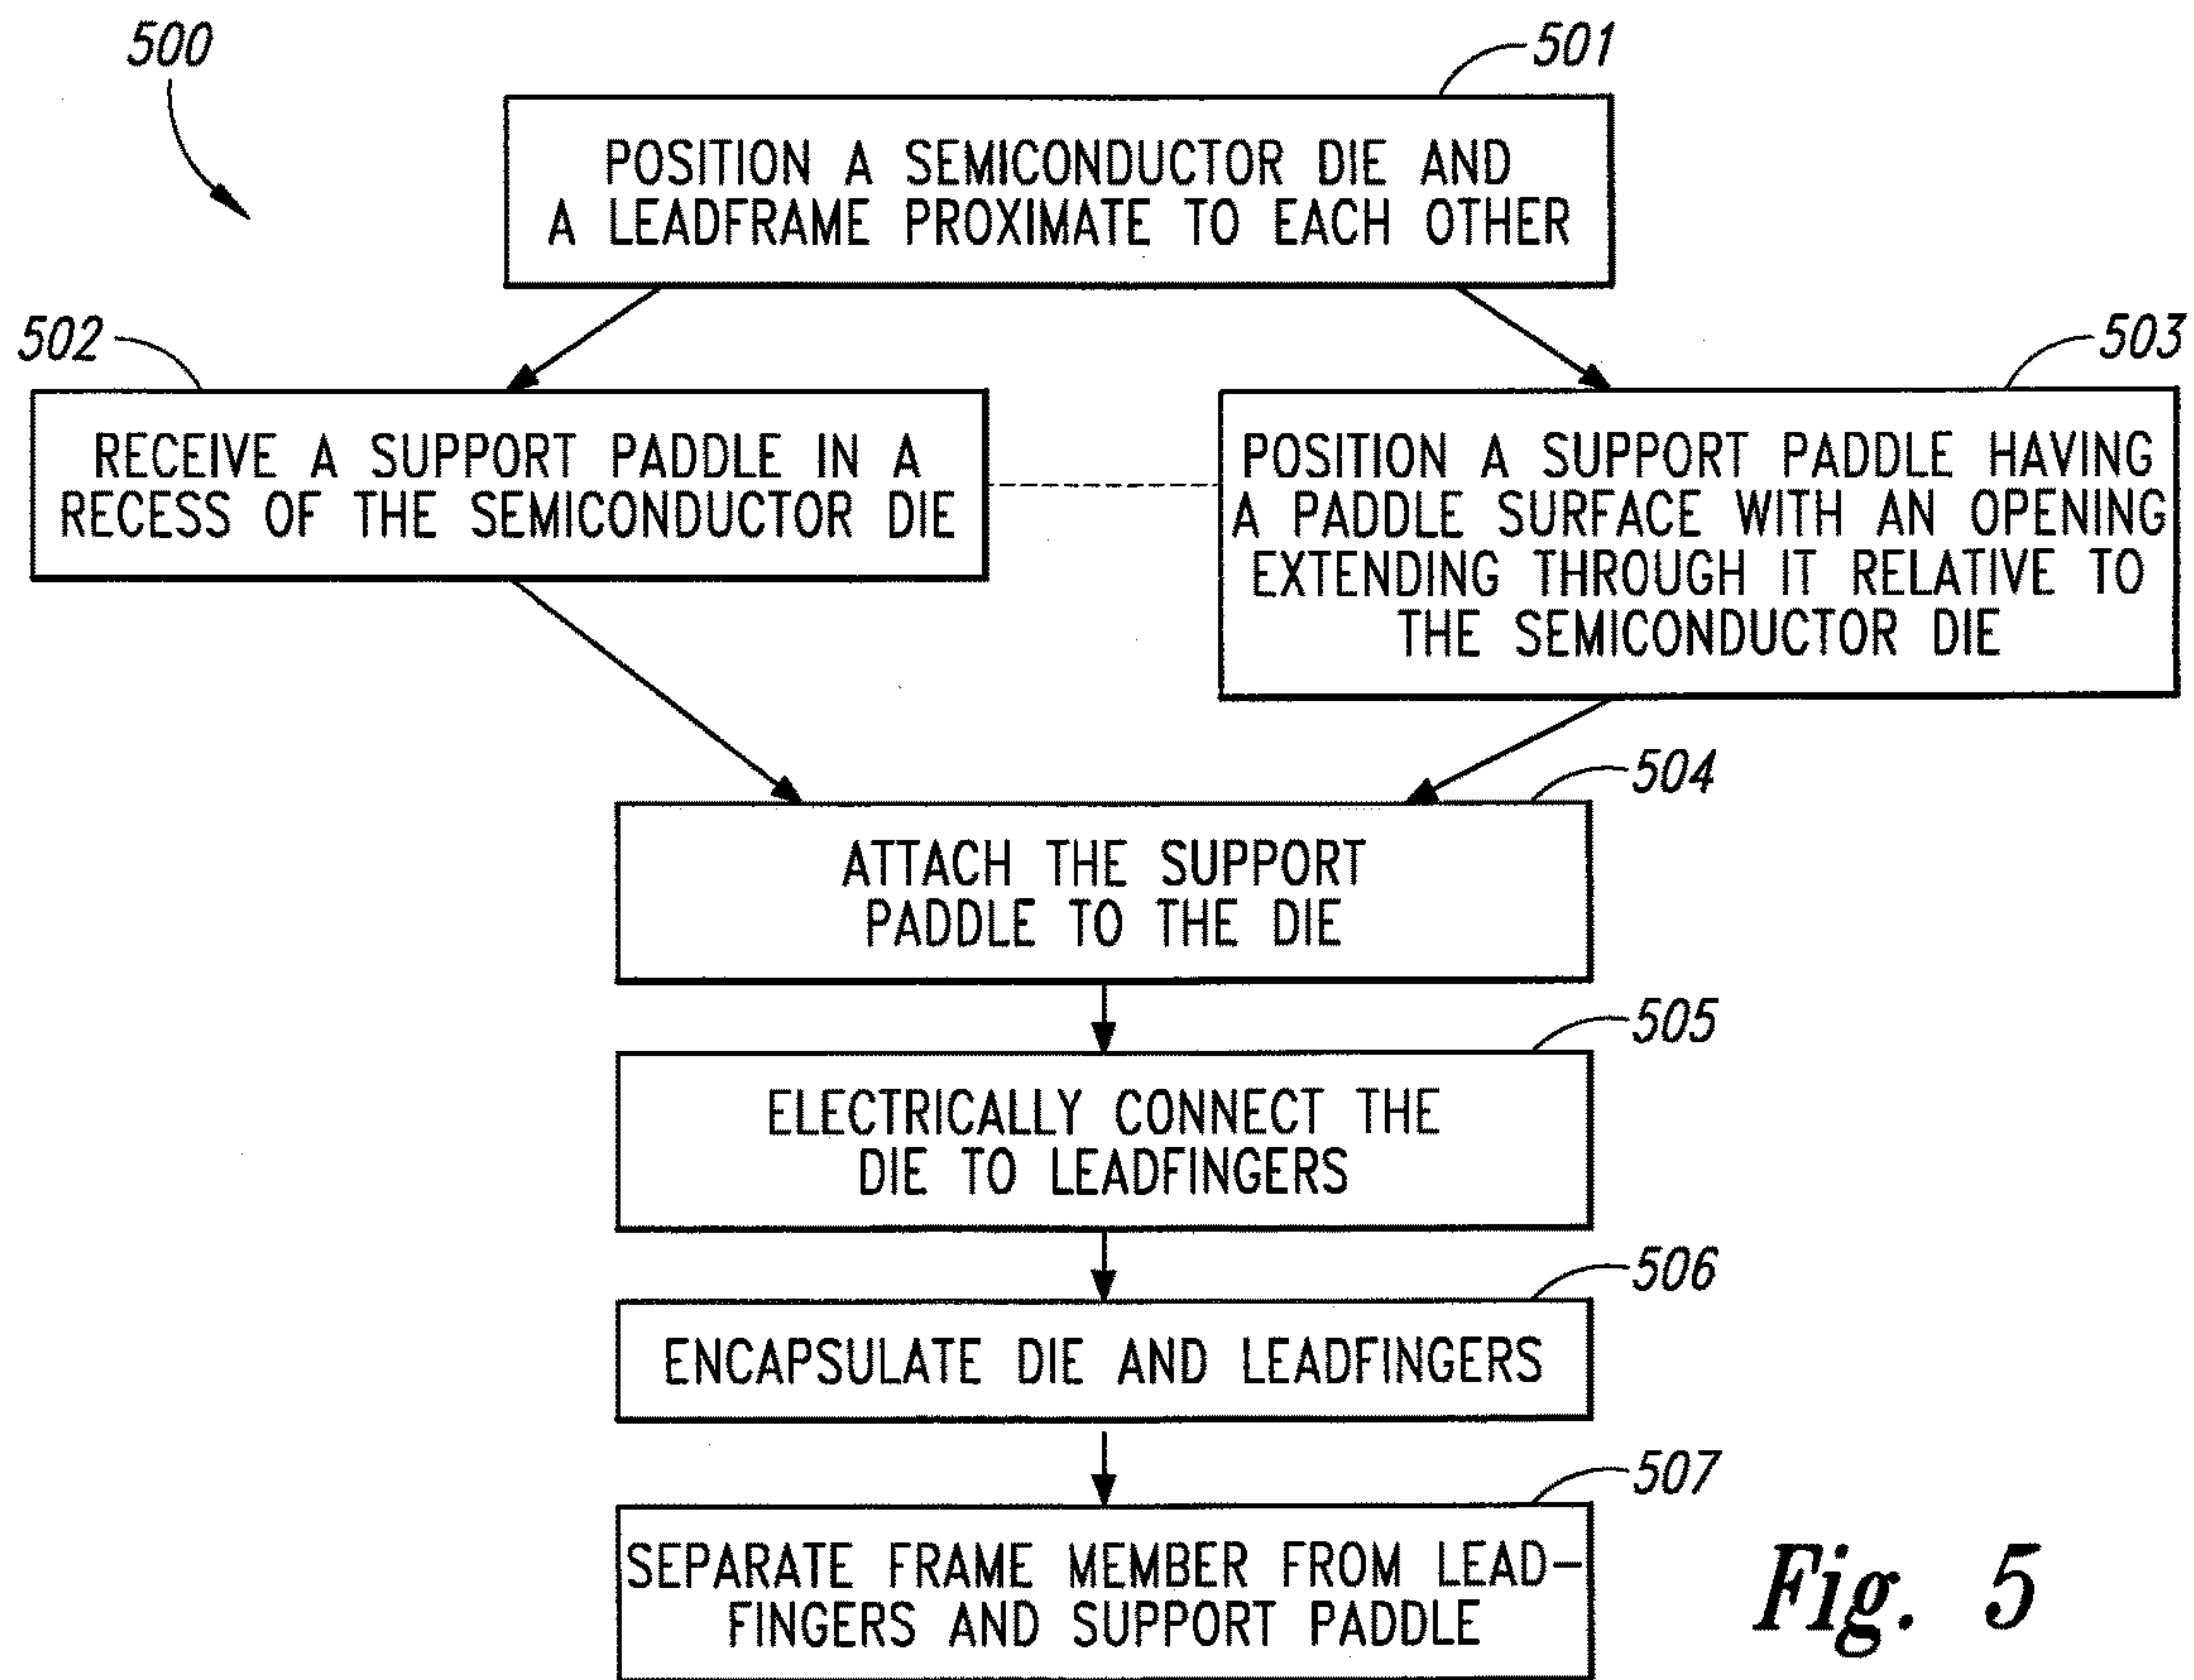 500
501
POSITION A SEMICONDUCTOR DIE AND
A LEADFRAME PROXIMATE TO EACH OTHER
502
RECEIVE A SUPPORT PADDLE IN A
RECESS OF THE SEMICONDUCTOR DIE
503
POSITION A SUPPORT PADDLE HAVING
A PADDLE SURFACE WITH AN OPENING
EXTENDING THROUGH IT RELATIVE TO
THE SEMICONDUCTOR DIE
504
ATTACH THE SUPPORT
PADDLE TO THE DIE
505
ELECTRICALLY CONNECT THE
DIE TO LEADFINGERS
506
ENCAPSULATE DIE AND LEADFINGERS
507
SEPARATE FRAME MEMBER FROM LEAD-
FINGERS AND SUPPORT PADDLE
Fig. 5